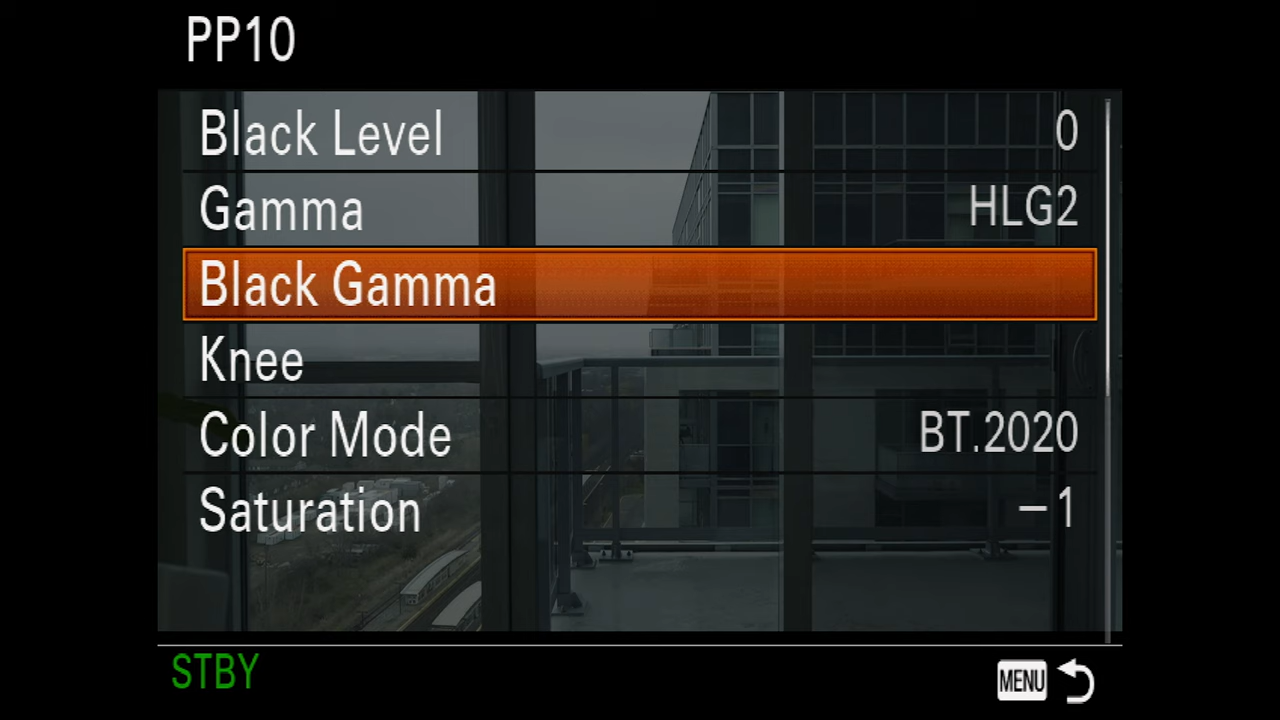 PP10
Black Level 0
Gamma HLG2
Black Gamma
Knee
Color Mode BT.2020
Saturation −1
STBY MENU